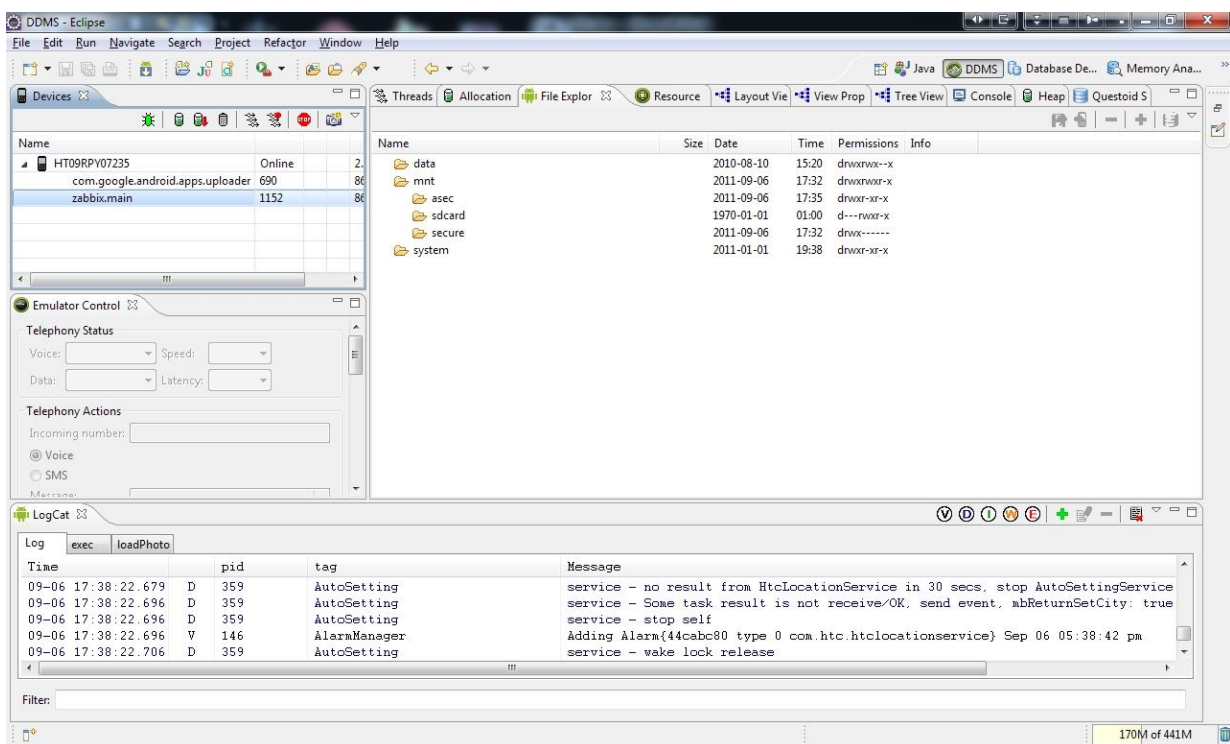 DDMS - Eclipse
File Edit Run Navigate Search Project Refactor Window Help
Java DDMS Database De... Memory Ana... »
Devices
Threads Allocation File Explor Resource Layout Vie View Prop Tree View Console Heap Questoid S
Name
HT09RPY07235 Online 2.
com.google.android.apps.uploader 690 86
zabbix.main 1152 86
Name Size Date Time Permissions Info
data 2010-08-10 15:20 drwxrwx--x
mnt 2011-09-06 17:32 drwxrwxr-x
asec 2011-09-06 17:35 drwxr-xr-x
sdcard 1970-01-01 01:00 d---rwxr-x
secure 2011-09-06 17:32 drwx------
system 2011-01-01 19:38 drwxr-xr-x
Emulator Control
Telephony Status
Voice: Speed:
Data: Latency:
Telephony Actions
Incoming number:
Voice
SMS
Message:
LogCat
V D I W E
Log exec loadPhoto
Time pid tag Message
09-06 17:38:22.679 D 359 AutoSetting service - no result from HtcLocationService in 30 secs, stop AutoSettingService
09-06 17:38:22.696 D 359 AutoSetting service - Some task result is not receive/OK, send event, mbReturnSetCity: true
09-06 17:38:22.696 D 359 AutoSetting service - stop self
09-06 17:38:22.696 V 146 AlarmManager Adding Alarm{44cabc80 type 0 com.htc.htclocationservice} Sep 06 05:38:42 pm
09-06 17:38:22.706 D 359 AutoSetting service - wake lock release
Filter:
170M of 441M